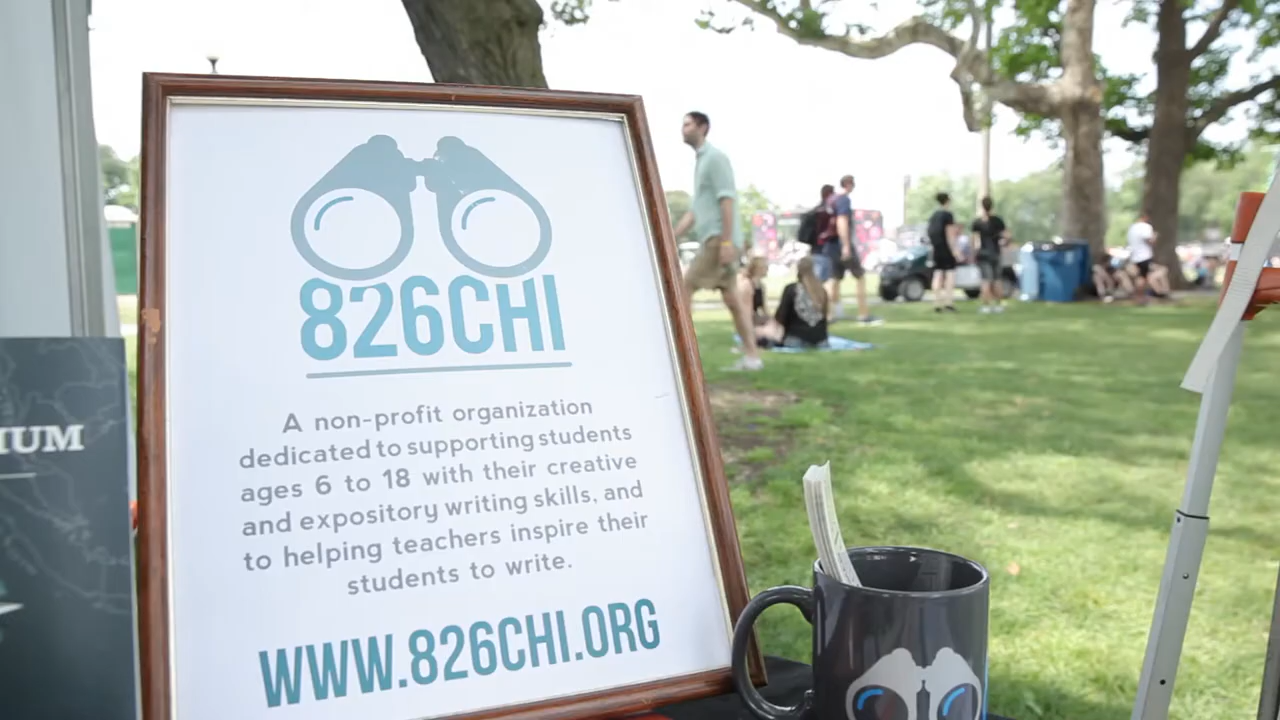 826CHI
A non-profit organization
dedicated to supporting students
ages 6 to 18 with their creative
and expository writing skills, and
to helping teachers inspire their
students to write.
WWW.826CHI.ORG
IUM